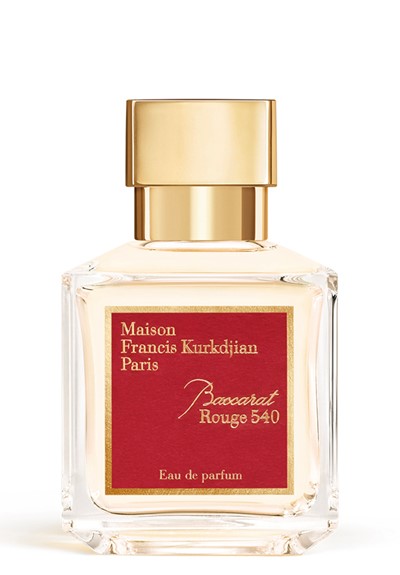 Maison
Francis Kurkdjian
Paris
Baccarat
Rouge 540
Eau de parfum